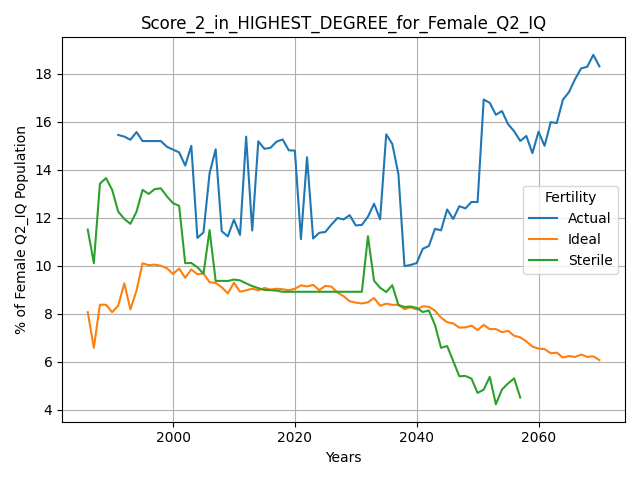 Score_2_in_HIGHEST_DEGREE_for_Female_Q2_IQ
% of Female Q2_IQ Population
18
16
14
12
10
8
6
4
Fertility
Actual
Ideal
Sterile
2000
2020
2040
2060
Years